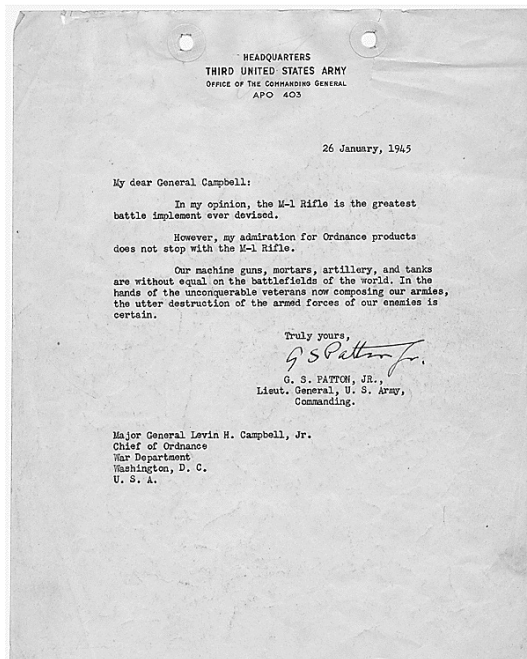 HEADQUARTERS
THIRD UNITED STATES ARMY
OFFICE OF THE COMMANDING GENERAL
APO 403
26 January, 1945
My dear General Campbell:
In my opinion, the M-1 Rifle is the greatest
battle implement ever devised.
However, my admiration for Ordnance products
does not stop with the M-1 Rifle.
Our machine guns, mortars, artillery, and tanks
are without equal on the battlefields of the world. In the
hands of the unconquerable veterans now composing our armies,
the utter destruction of the armed forces of our enemies is
certain.
Truly yours,
G S Patton Jr.
G. S. PATTON, JR.,
Lieut. General, U. S. Army,
Commanding.
Major General Levin H. Campbell, Jr.
Chief of Ordnance
War Department
Washington, D. C.
U. S. A.